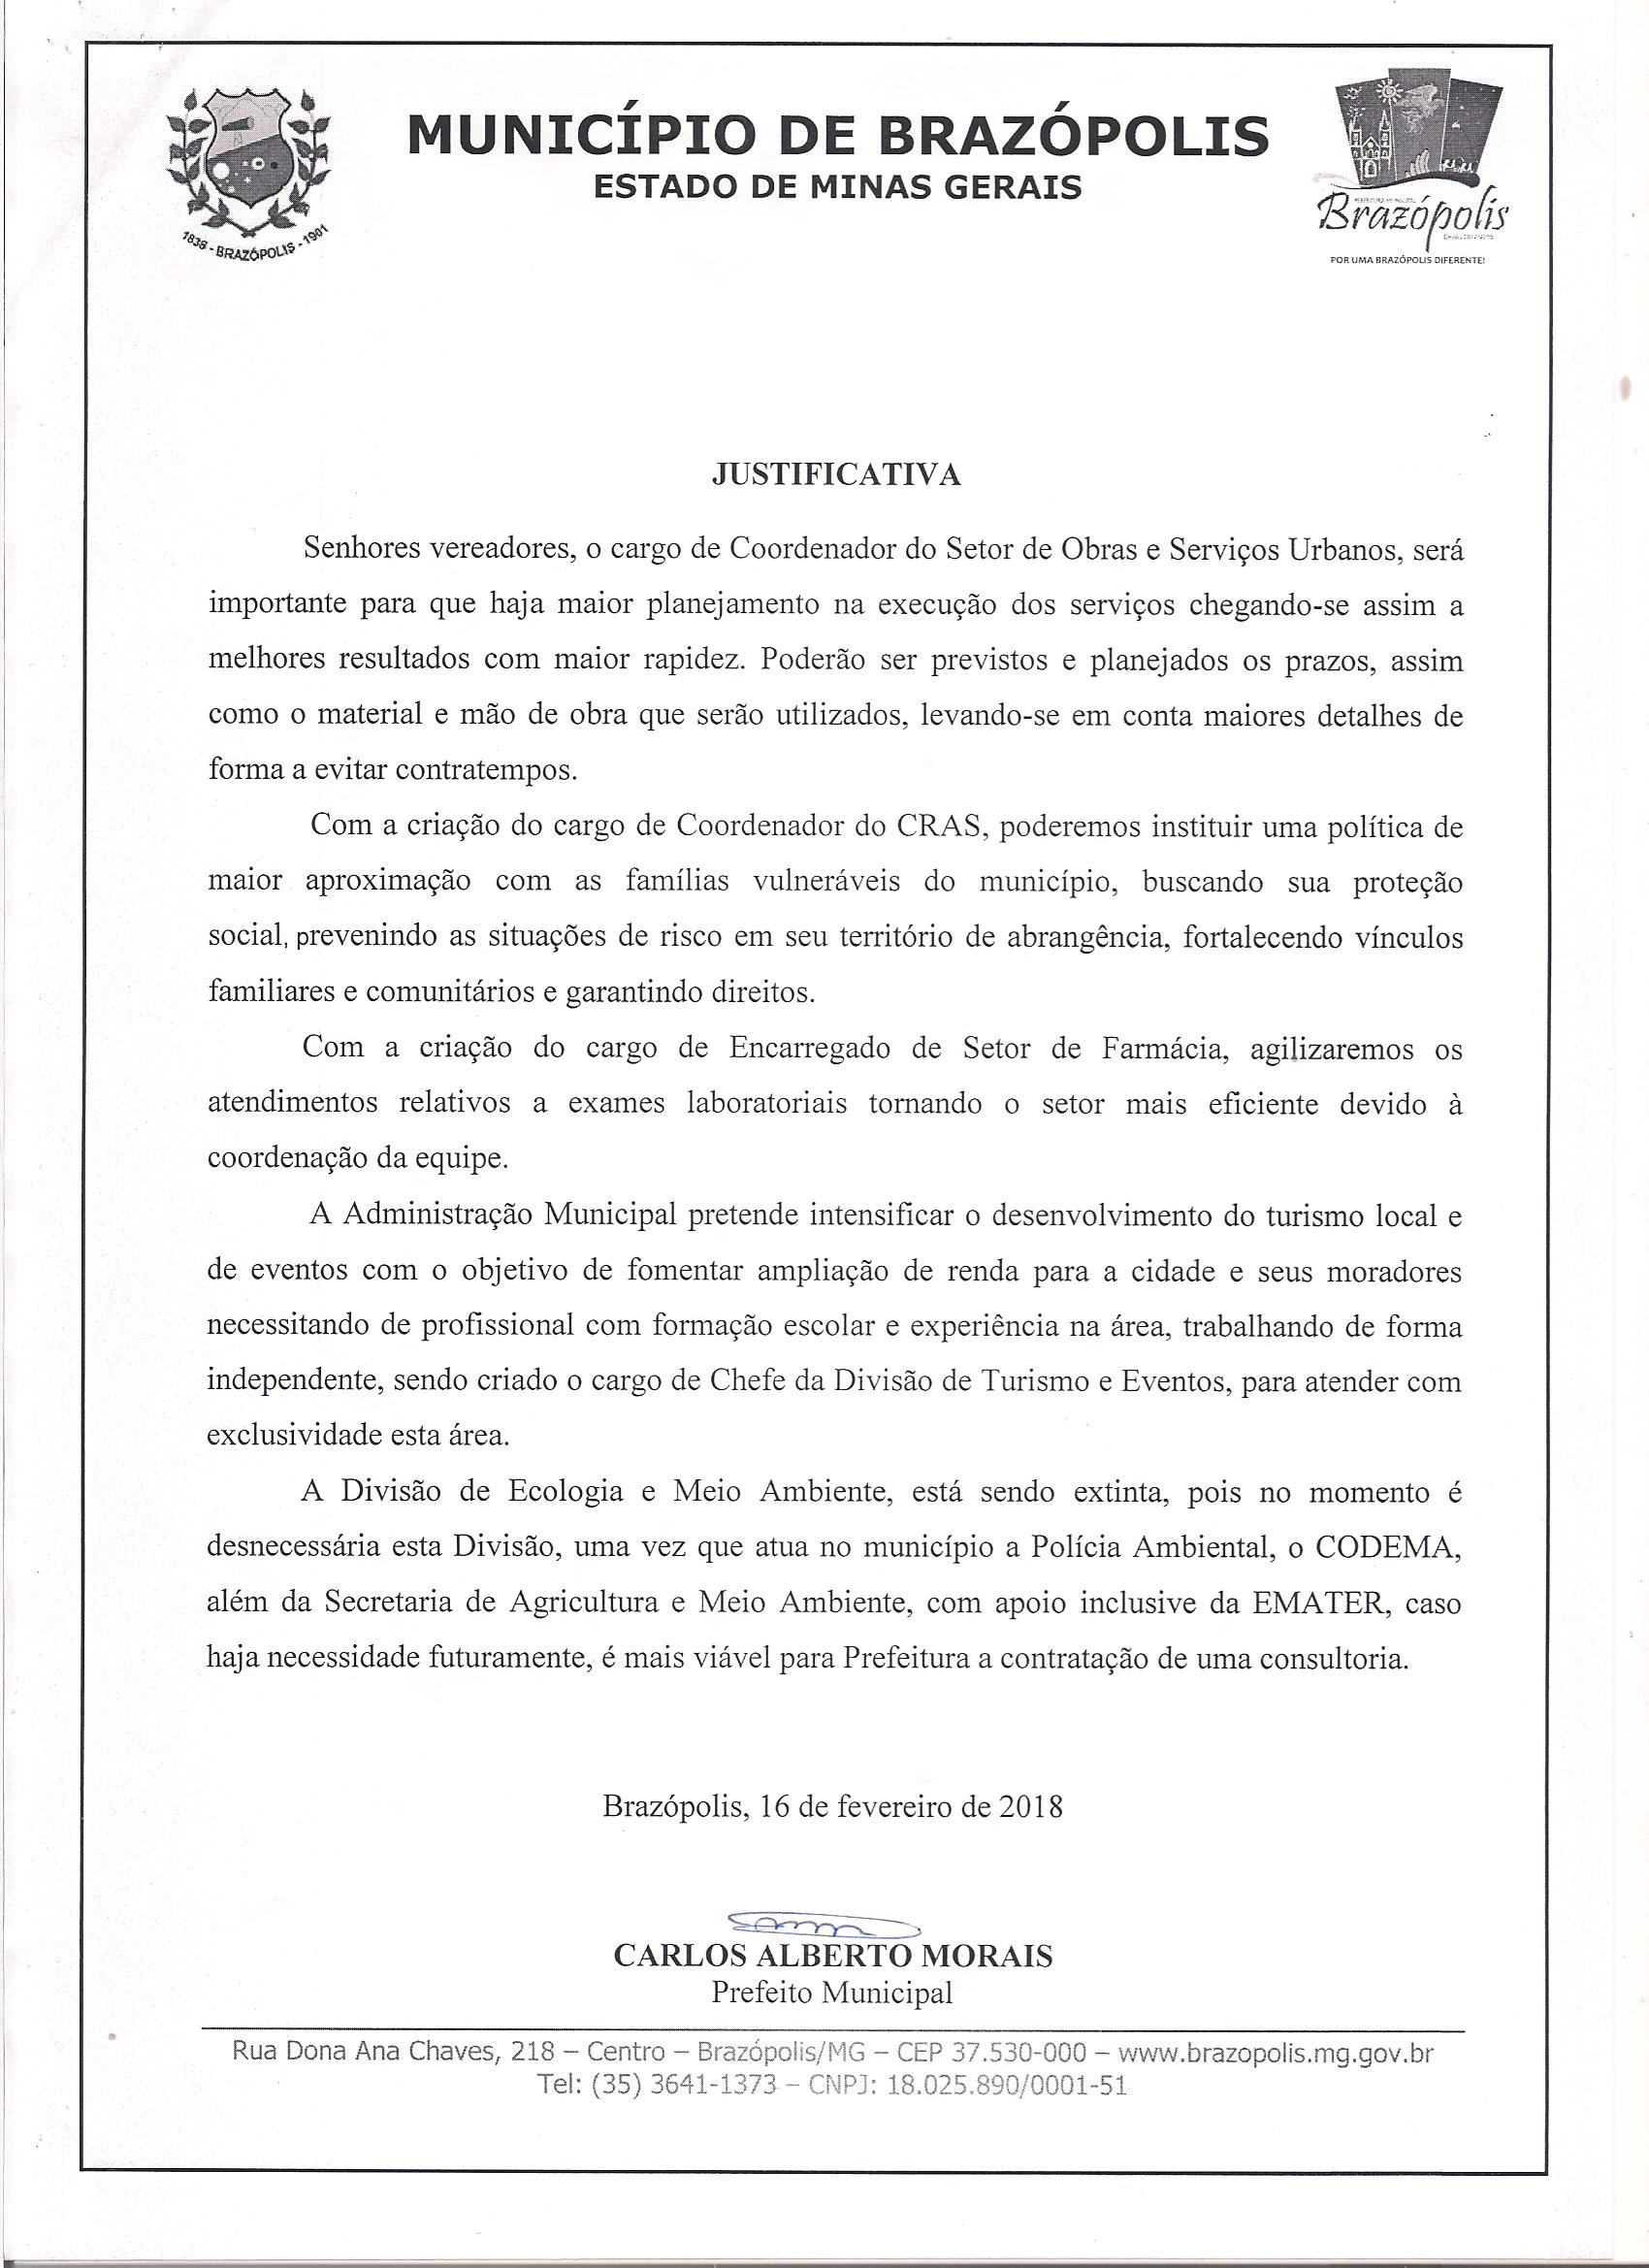 MUNICÍPIO DE BRAZÓPOLIS
ESTADO DE MINAS GERAIS
1838 - BRAZÓPOLIS - 1901
Brazópolis
POR UMA BRAZÓPOLIS DIFERENTE!
JUSTIFICATIVA
Senhores vereadores, o cargo de Coordenador do Setor de Obras e Serviços Urbanos, será
importante para que haja maior planejamento na execução dos serviços chegando-se assim a
melhores resultados com maior rapidez. Poderão ser previstos e planejados os prazos, assim
como o material e mão de obra que serão utilizados, levando-se em conta maiores detalhes de
forma a evitar contratempos.
Com a criação do cargo de Coordenador do CRAS, poderemos instituir uma política de
maior aproximação com as famílias vulneráveis do município, buscando sua proteção
social, prevenindo as situações de risco em seu território de abrangência, fortalecendo vínculos
familiares e comunitários e garantindo direitos.
Com a criação do cargo de Encarregado de Setor de Farmácia, agilizaremos os
atendimentos relativos a exames laboratoriais tornando o setor mais eficiente devido à
coordenação da equipe.
A Administração Municipal pretende intensificar o desenvolvimento do turismo local e
de eventos com o objetivo de fomentar ampliação de renda para a cidade e seus moradores
necessitando de profissional com formação escolar e experiência na área, trabalhando de forma
independente, sendo criado o cargo de Chefe da Divisão de Turismo e Eventos, para atender com
exclusividade esta área.
A Divisão de Ecologia e Meio Ambiente, está sendo extinta, pois no momento é
desnecessária esta Divisão, uma vez que atua no município a Polícia Ambiental, o CODEMA,
além da Secretaria de Agricultura e Meio Ambiente, com apoio inclusive da EMATER, caso
haja necessidade futuramente, é mais viável para Prefeitura a contratação de uma consultoria.
Brazópolis, 16 de fevereiro de 2018
CARLOS ALBERTO MORAIS
Prefeito Municipal
Rua Dona Ana Chaves, 218 – Centro – Brazópolis/MG – CEP 37.530-000 – www.brazopolis.mg.gov.br
Tel: (35) 3641-1373 – CNPJ: 18.025.890/0001-51